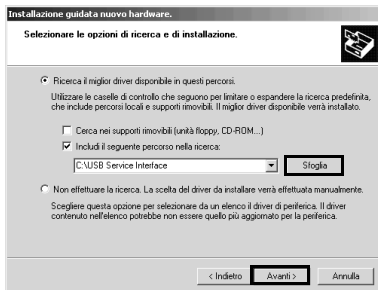 Installazione guidata nuovo hardware.
Selezionare le opzioni di ricerca e di installazione.
Ricerca il miglior driver disponibile in questi percorsi.
Utilizzare le caselle di controllo che seguono per limitare o espandere la ricerca predefinita,
che include percorsi locali e supporti rimovibili. Il miglior driver disponibile verrà installato.
Cerca nei supporti rimovibili (unità floppy, CD-ROM...)
Includi il seguente percorso nella ricerca:
C:\USB Service Interface
Sfoglia
Non effettuare la ricerca. La scelta del driver da installare verrà effettuata manualmente.
Scegliere questa opzione per selezionare da un elenco il driver di periferica. Il driver
contenuto nell'elenco potrebbe non essere quello più aggiornato per la periferica.
< Indietro
Avanti >
Annulla